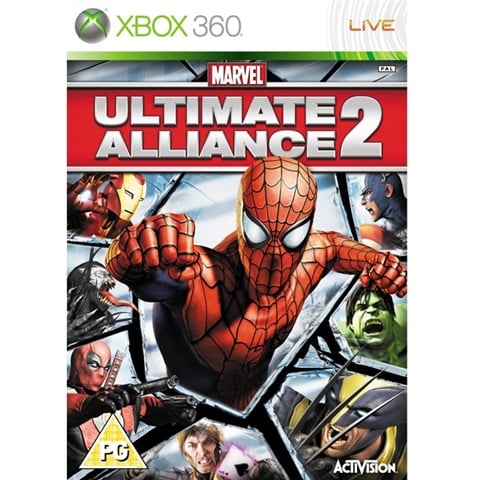 XBOX 360
LIVE
MARVEL
PAL
ULTIMATE
ALLIANCE 2
PG
ACTIVISION